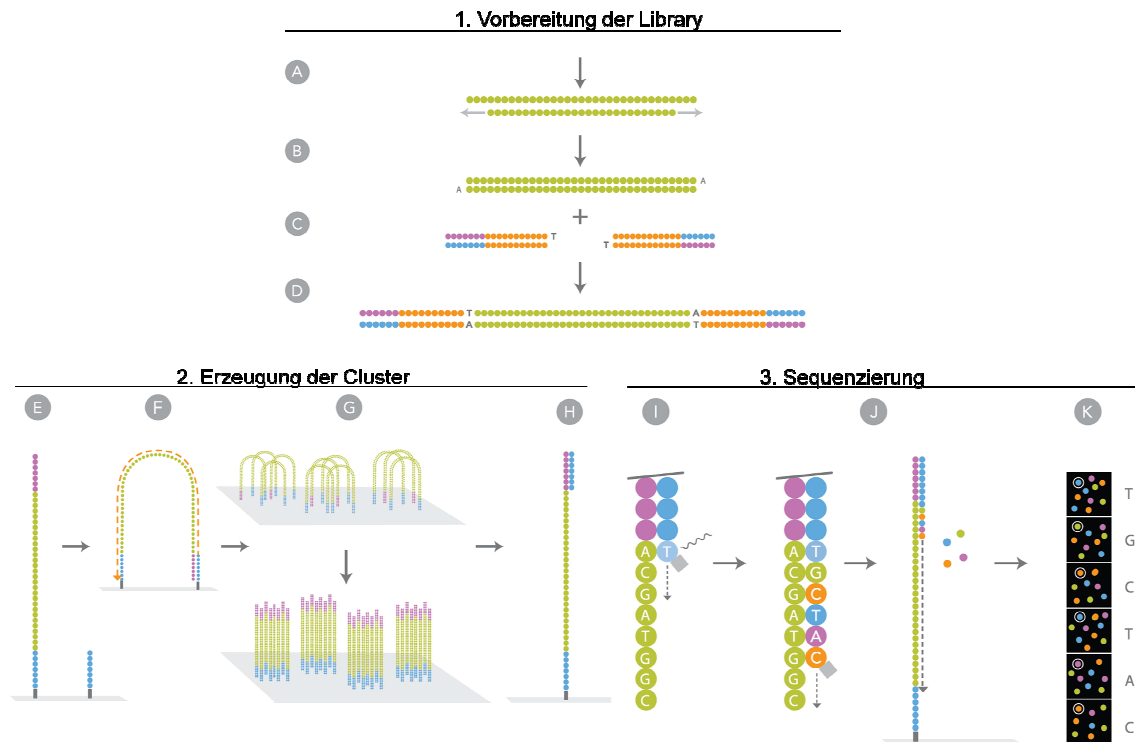 1. Vorbereitung der Library
A
B
A
A
C
+
T
T
D
T
A
A
T
2. Erzeugung der Cluster
3. Sequenzierung
E
F
G
H
I
J
K
A T
C
G
A
T
G
G
C
A T
C G
G C
A T
T A
G C
G
C
T
G
C
T
A
C